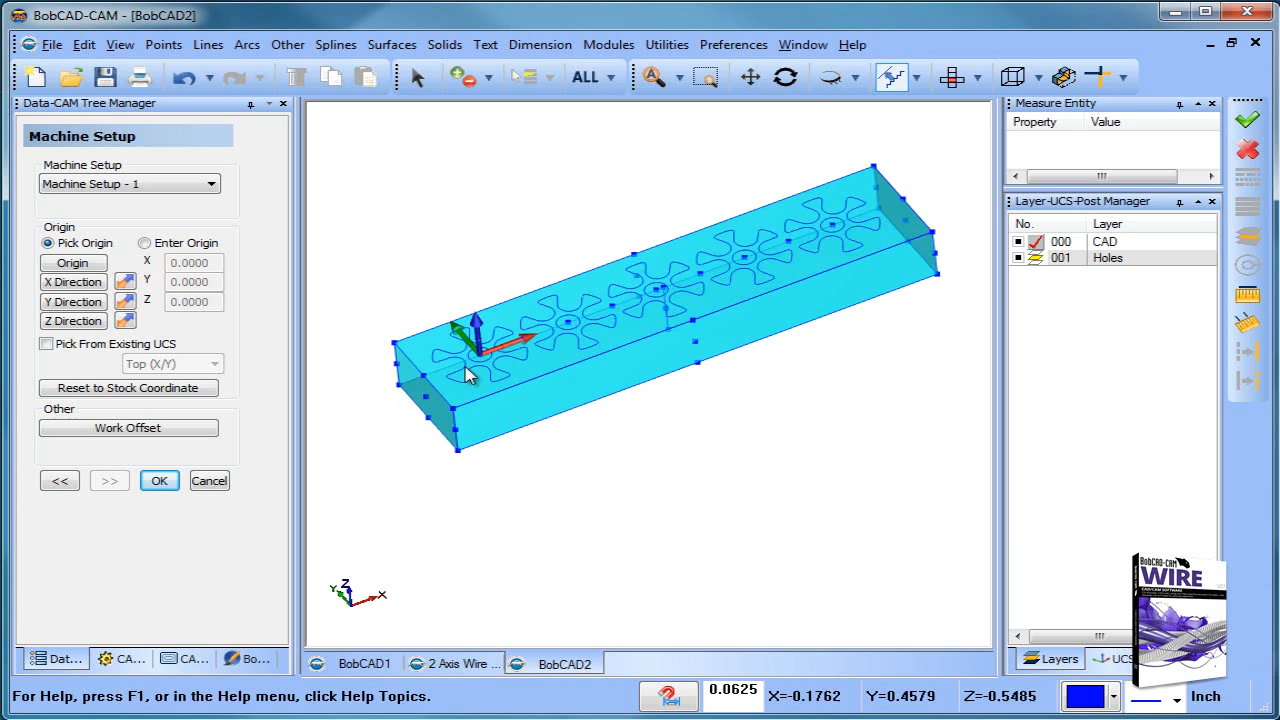 BobCAD-CAM - [BobCAD2]
File Edit View Points Lines Arcs Other Splines Surfaces Solids Text Dimension Modules Utilities Preferences Window Help
ALL
Data-CAM Tree Manager
Machine Setup
Machine Setup
Machine Setup - 1
Origin
Pick Origin Enter Origin
Origin X 0.0000
X Direction Y 0.0000
Y Direction Z 0.0000
Z Direction
Pick From Existing UCS
Top (X/Y)
Reset to Stock Coordinate
Other
Work Offset
<< >> OK Cancel
Dat... CA... CA... Bo...
Z
Y
X
BobCAD1 2 Axis Wire ... BobCAD2
Measure Entity
Property Value
Layer-UCS-Post Manager
No. Layer
000 CAD
001 Holes
BobCAD-CAM
WIRE
CAD/CAM SOFTWARE
Layers UCS
For Help, press F1, or in the Help menu, click Help Topics.
0.0625 X=-0.1762 Y=0.4579 Z=-0.5485 Inch